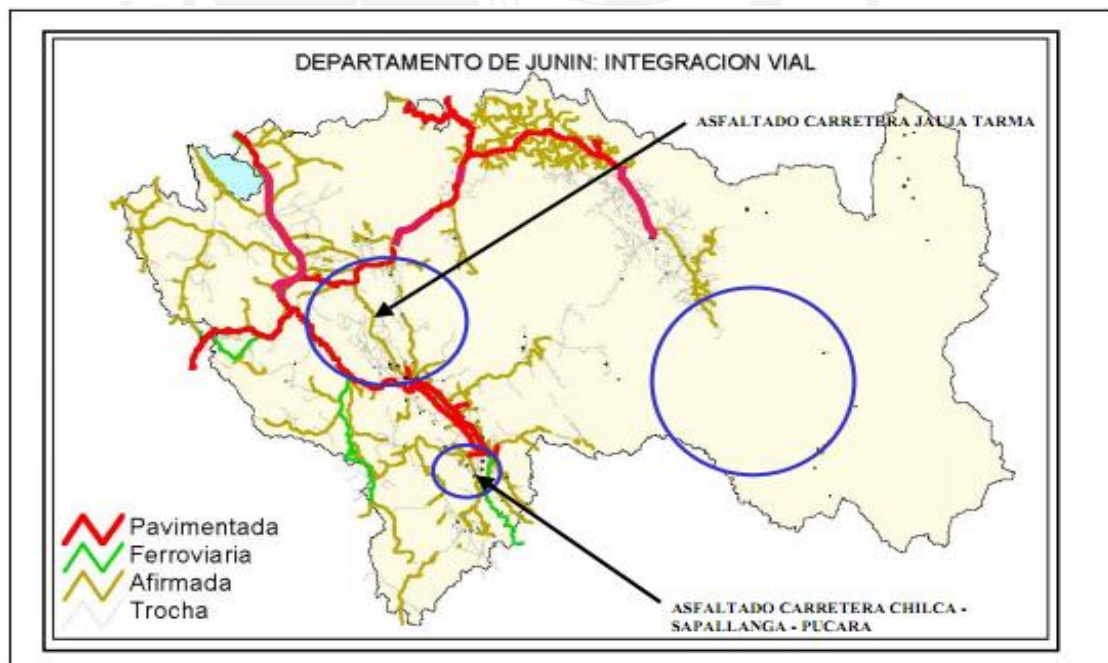 DEPARTAMENTO DE JUNIN: INTEGRACION VIAL
ASFALTADO CARRETERA JAUJA TARMA
Pavimentada
Ferroviaria
Afirmada
Trocha
ASFALTADO CARRETERA CHILCA -
SAPALLANGA - PUCARA